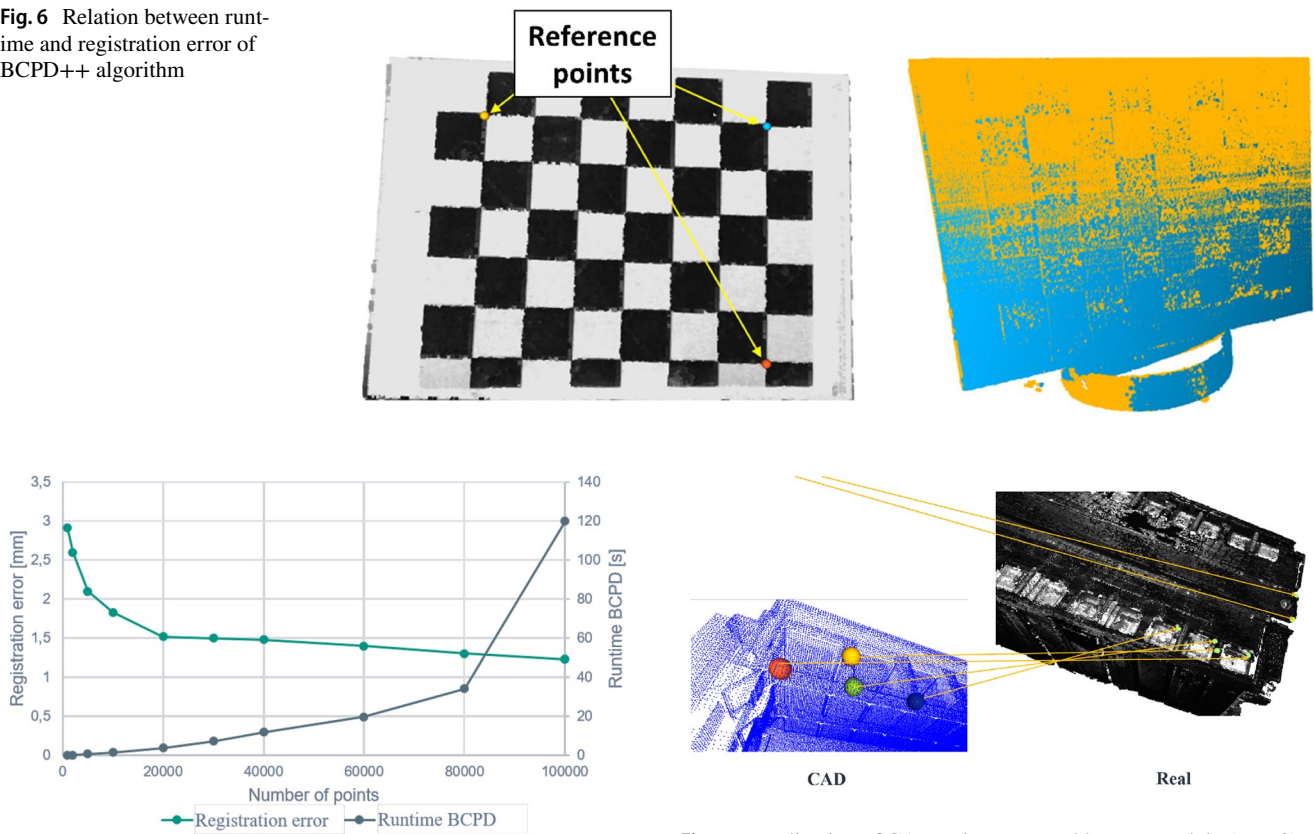 Fig. 6 Relation between runt-
ime and registration error of
BCPD++ algorithm
Reference
points
3,5
3
2,5
2
1,5
1
0,5
0
Registration error [mm]
140
120
100
80
60
40
20
0
Runtime BCPD [s]
0
20000
40000
60000
80000
100000
Number of points
Registration error
Runtime BCPD
CAD
Real